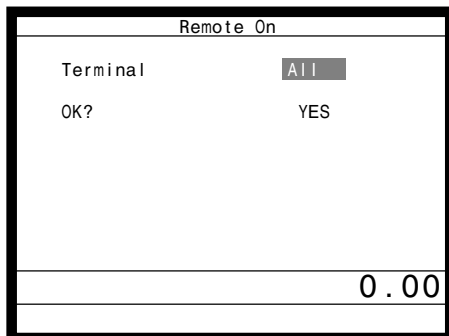 Remote On
Terminal All
OK? YES
0.00